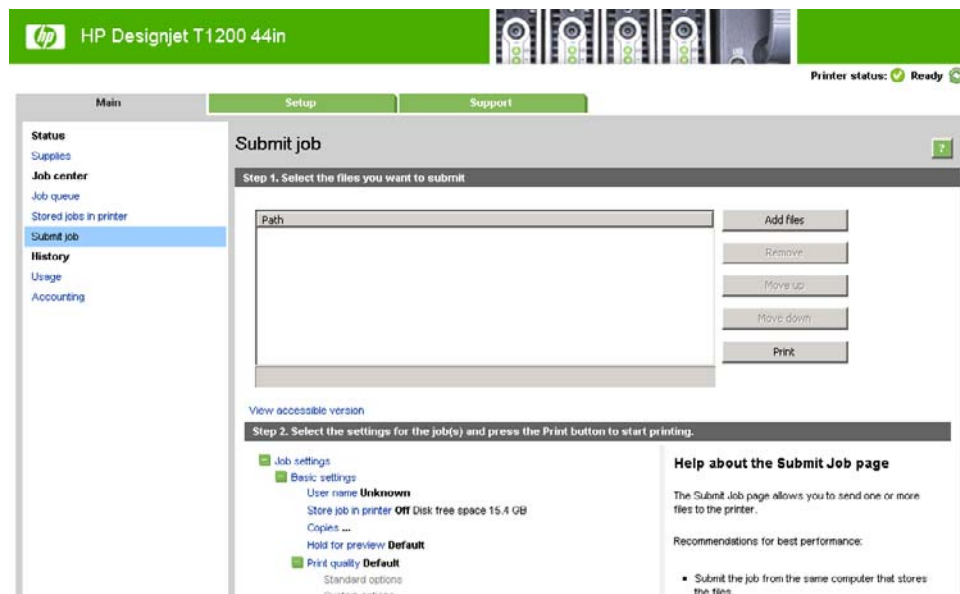 hp HP Designjet T1200 44in
Printer status: Ready
Main Setup Support
Status
Supplies
Job center
Job queue
Stored jobs in printer
Submit job
History
Usage
Accounting
Submit job
?
Step 1. Select the files you want to submit
Path
Add files
Remove
Move up
Move down
Print
View accessible version
Step 2. Select the settings for the job(s) and press the Print button to start printing.
Job settings
Basic settings
User name Unknown
Store job in printer Off Disk free space 15.4 GB
Copies ...
Hold for preview Default
Print quality Default
Standard options
Custom options
Help about the Submit Job page
The Submit Job page allows you to send one or more
files to the printer.
Recommendations for best performance:
▪ Submit the job from the same computer that stores
the files